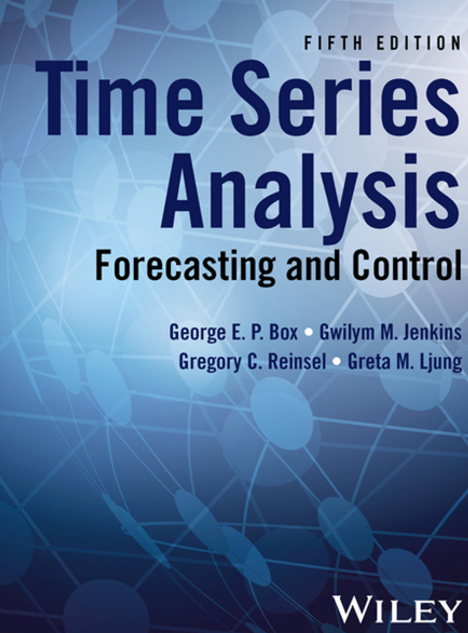 FIFTH EDITION
Time Series
Analysis
Forecasting and Control
George E. P. Box • Gwilym M. Jenkins
Gregory C. Reinsel • Greta M. Ljung
WILEY